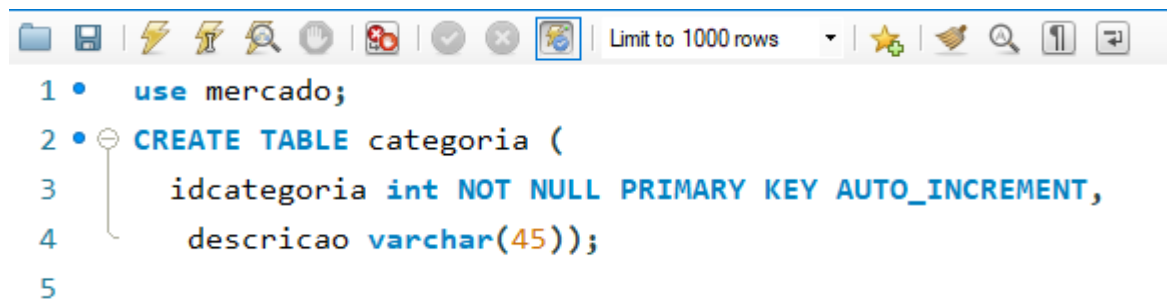 Limit to 1000 rows
1 use mercado;
2 CREATE TABLE categoria (
3 idcategoria int NOT NULL PRIMARY KEY AUTO_INCREMENT,
4 descricao varchar(45));
5